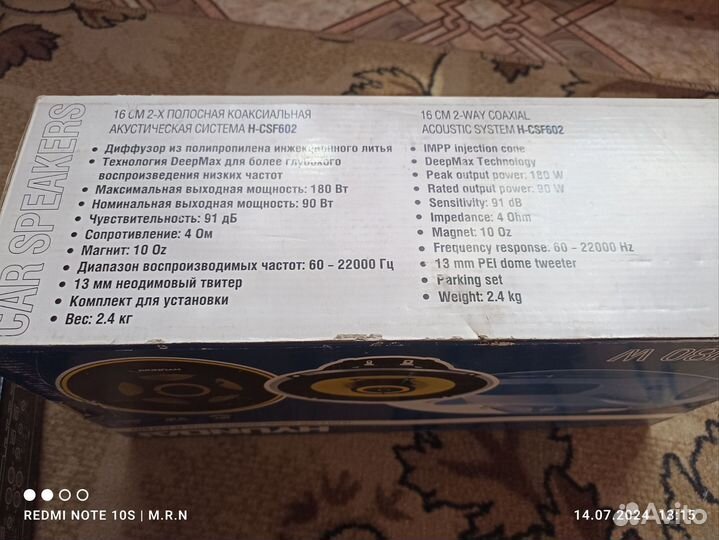 CAR SPEAKERS
16 СМ 2-Х ПОЛОСНАЯ КОАКСИАЛЬНАЯ
АКУСТИЧЕСКАЯ СИСТЕМА H-CSF602
• Диффузор из полипропилена инжекционного литья
• Технология DeepMax для более глубокого
воспроизведения низких частот
• Максимальная выходная мощность: 180 Вт
• Номинальная выходная мощность: 90 Вт
• Чувствительность: 91 дБ
• Сопротивление: 4 Ом
• Магнит: 10 Oz
• Диапазон воспроизводимых частот: 60 - 22000 Гц
• 13 мм неодимовый твитер
• Комплект для установки
• Вес: 2.4 кг
16 CM 2-WAY COAXIAL
ACOUSTIC SYSTEM H-CSF602
• IMPP injection cone
• DeepMax Technology
• Peak output power: 180 W
• Rated output power: 90 W
• Sensitivity: 91 dB
• Impedance: 4 Ohm
• Magnet: 10 Oz
• Frequency response: 60 - 22000 Hz
• 13 mm PEI dome tweeter
• Parking set
• Weight: 2.4 kg
180 W
HYUNDAI
REDMI NOTE 10S | M.R.N
14.07.2024 13:15
Avito